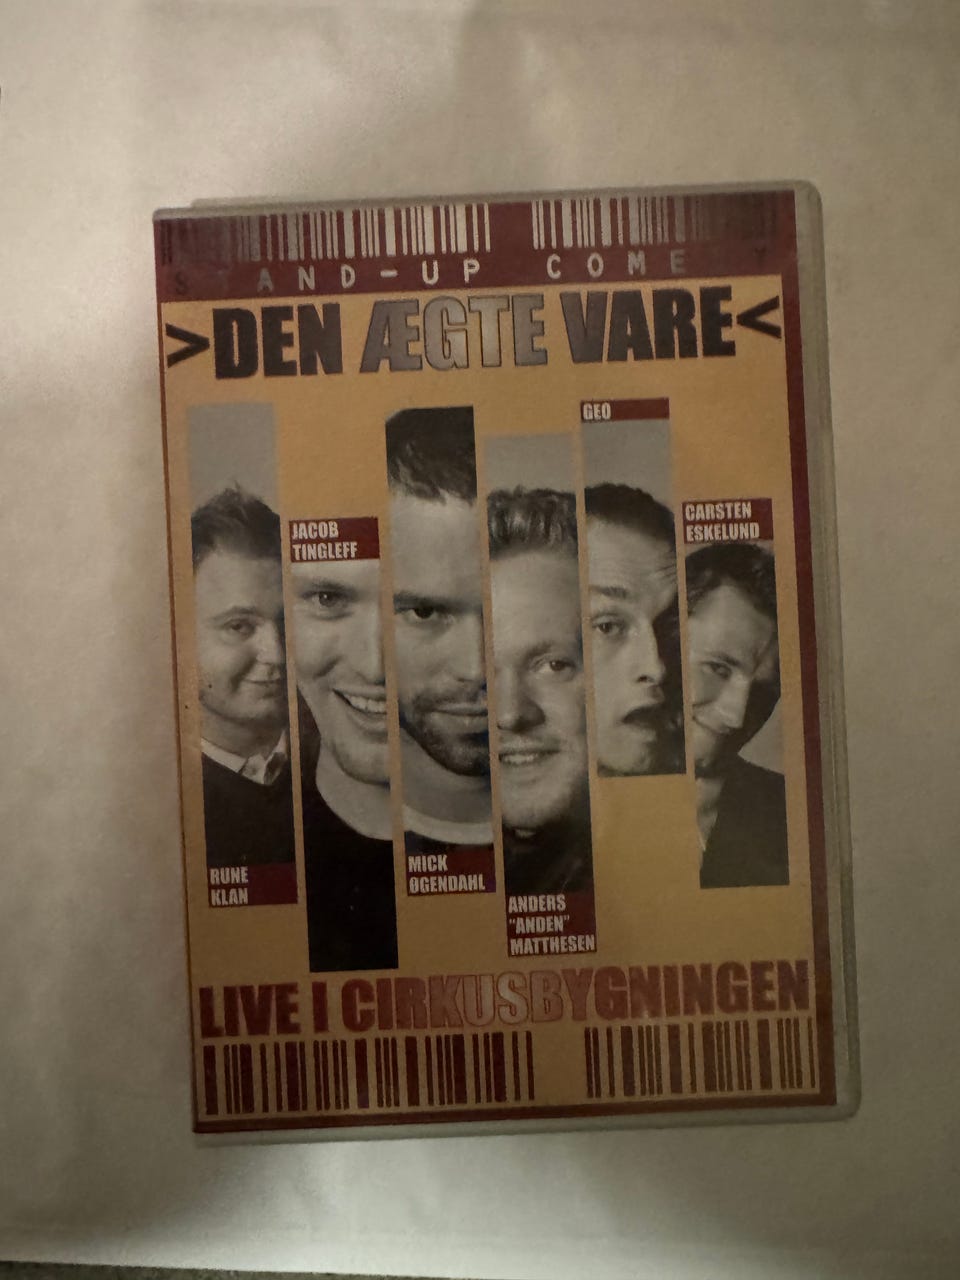 STAND-UP COMEDY
>DEN ÆGTE VARE<
GEO
CARSTEN
ESKELUND
JACOB
TINGLEFF
RUNE
KLAN
MICK
ØGENDAHL
ANDERS
"ANDEN"
MATTHESEN
LIVE I CIRKUSBYGNINGEN